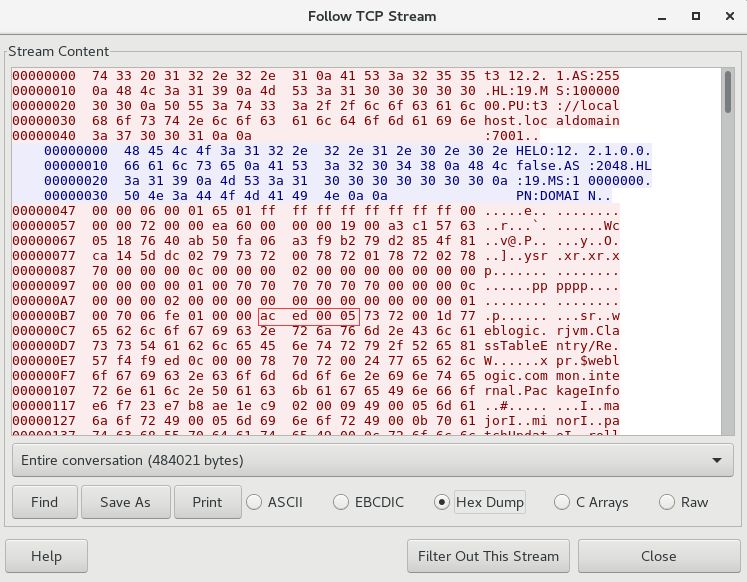 Follow TCP Stream
Stream Content
00000000 74 33 20 31 32 2e 32 2e 31 0a 41 53 3a 32 35 35 t3 12.2. 1.AS:255
00000010 0a 48 4c 3a 31 39 0a 4d 53 3a 31 30 30 30 30 30 .HL:19.M S:100000
00000020 30 30 0a 50 55 3a 74 33 3a 2f 2f 6c 6f 63 61 6c 00.PU:t3 ://local
00000030 68 6f 73 74 2e 6c 6f 63 61 6c 64 6f 6d 61 69 6e host.loc aldomain
00000040 3a 37 30 30 31 0a 0a :7001..
00000000 48 45 4c 4f 3a 31 32 2e 32 2e 31 2e 30 2e 30 2e HELO:12. 2.1.0.0.
00000010 66 61 6c 73 65 0a 41 53 3a 32 30 34 38 0a 48 4c false.AS :2048.HL
00000020 3a 31 39 0a 4d 53 3a 31 30 30 30 30 30 30 30 0a :19.MS:1 0000000.
00000030 50 4e 3a 44 4f 4d 41 49 4e 0a 0a PN:DOMAI N..
00000047 00 00 06 00 01 65 01 ff ff ff ff ff ff ff ff 00 .....e.. ........
00000057 00 00 72 00 00 ea 60 00 00 00 19 00 a3 c1 57 63 ..r...`. ......Wc
00000067 05 18 76 40 ab 50 fa 06 a3 f9 b2 79 d2 85 4f 81 ..v@.P.. ...y..O.
00000077 ca 14 5d dc 02 79 73 72 00 78 72 01 78 72 02 78 ..]..ysr .xr.xr.x
00000087 70 00 00 00 0c 00 00 00 02 00 00 00 00 00 00 00 p....... ........
00000097 00 00 00 01 00 70 70 70 70 70 70 00 00 00 0c .....pp pppp....
000000A7 00 00 00 02 00 00 00 00 00 00 00 00 00 00 00 01 ........ ........
000000B7 00 70 06 fe 01 00 00 ac ed 00 05 73 72 00 1d 77 .p...... ...sr..w
000000C7 65 62 6c 6f 67 69 63 2e 72 6a 76 6d 2e 43 6c 61 eblogic. rjvm.Cla
000000D7 73 73 54 61 62 6c 65 45 6e 74 72 79 2f 52 65 81 ssTableE ntry/Re.
000000E7 57 f4 f9 ed 0c 00 00 78 70 72 00 24 77 65 62 6c W......x pr.$webl
000000F7 6f 67 69 63 2e 63 6f 6d 6d 6f 6e 2e 69 6e 74 65 ogic.com mon.inte
00000107 72 6e 61 6c 2e 50 61 63 6b 61 67 65 49 6e 66 6f rnal.Pac kageInfo
00000117 e6 f7 23 e7 b8 ae 1e c9 02 00 09 49 00 05 6d 61 ..#..... ...I..ma
00000127 6a 6f 72 49 00 05 6d 69 6e 6f 72 49 00 0b 70 61 jorI..mi norI..pa
00000137 74 63 68 55 70 64 61 74 65 49 00 0c 72 6f 6c 6c tchUpdat eI..roll
Entire conversation (484021 bytes)
Find
Save As
Print
ASCII
EBCDIC
Hex Dump
C Arrays
Raw
Help
Filter Out This Stream
Close